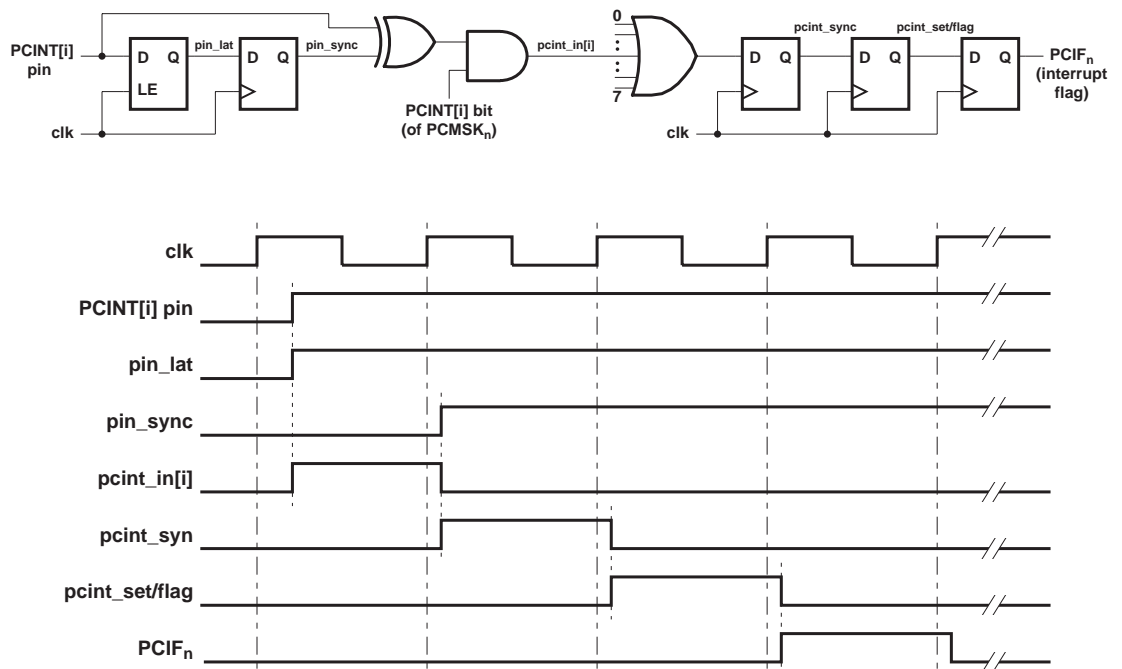 0
pcint_sync
pcint_set/flag
PCINT[i]
pin
D Q
pin_lat
D Q
pin_sync
pcint_in[i]
D Q
D Q
D Q
PCIFn
(interrupt
flag)
LE
7
PCINT[i] bit
(of PCMSKn)
clk
clk
clk
PCINT[i] pin
pin_lat
pin_sync
pcint_in[i]
pcint_syn
pcint_set/flag
PCIFn